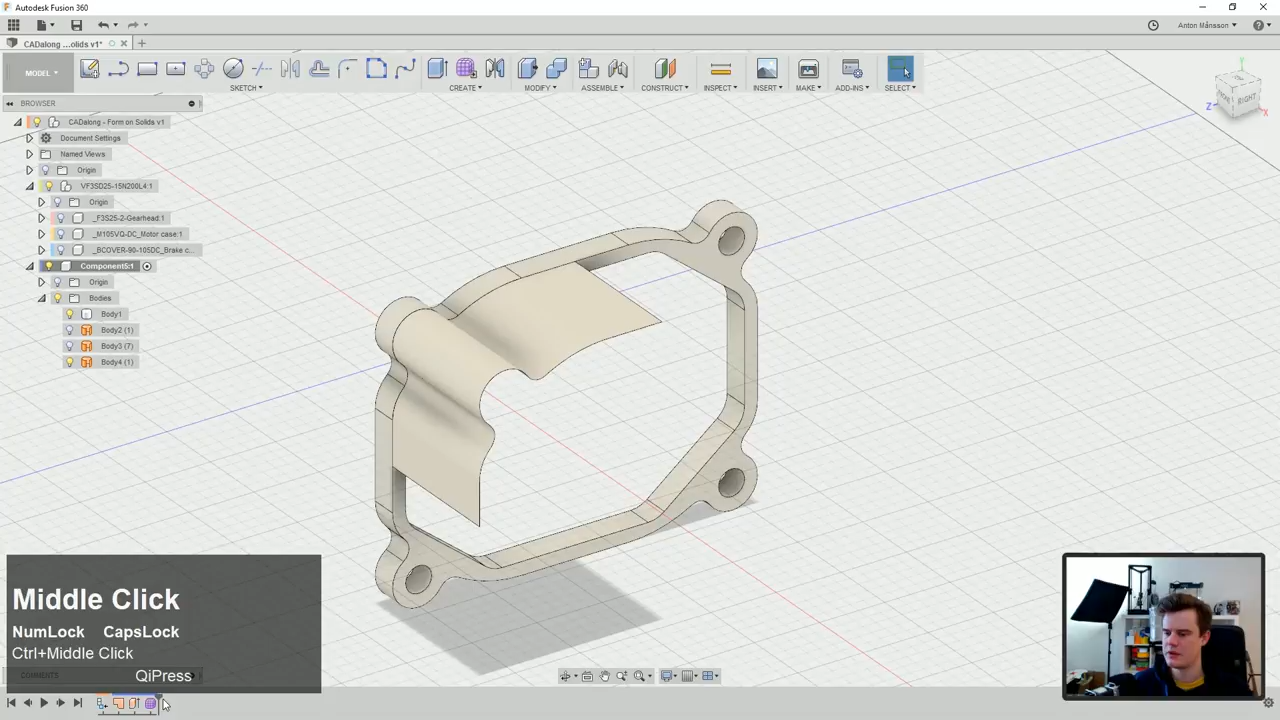 Autodesk Fusion 360
Anton Månsson
CADalong ...olids v1*
MODEL
SKETCH
CREATE
MODIFY
ASSEMBLE
CONSTRUCT
INSPECT
INSERT
MAKE
ADD-INS
SELECT
BROWSER
CADalong - Form on Solids v1
Document Settings
Named Views
Origin
VF3SD25-15N200L4:1
Origin
_F3S25-2-Gearhead:1
_M105VQ-DC_Motor case:1
_BCOVER-90-105DC_Brake c...
Component5:1
Origin
Bodies
Body1
Body2 (1)
Body3 (7)
Body4 (1)
Y
Z
X
RIGHT
Middle Click
NumLock CapsLock
Ctrl+Middle Click
QiPress
COMMENTS